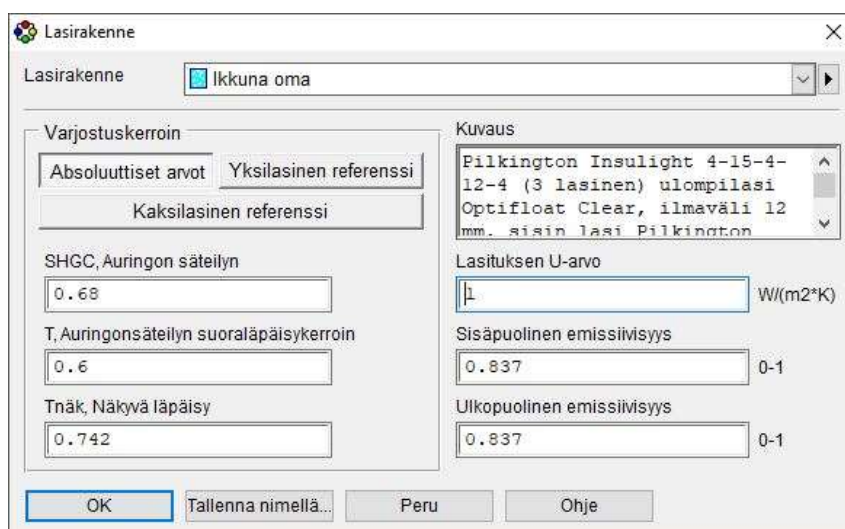 Lasirakenne
Lasirakenne
Ikkuna oma
Varjostuskerroin
Absoluuttiset arvot
Yksilasinen referenssi
Kaksilasinen referenssi
SHGC, Auringon säteilyn
0.68
T, Auringonsäteilyn suoraläpäisykerroin
0.6
Tnäk, Näkyvä läpäisy
0.742
Kuvaus
Pilkington Insulight 4-15-4-
12-4 (3 lasinen) ulompilasi
Optifloat Clear, ilmaväli 12
mm, sisin lasi Pilkington
Lasituksen U-arvo
1 W/(m2*K)
Sisäpuolinen emissiivisyys
0.837 0-1
Ulkopuolinen emissiivisyys
0.837 0-1
OK
Tallenna nimellä...
Peru
Ohje